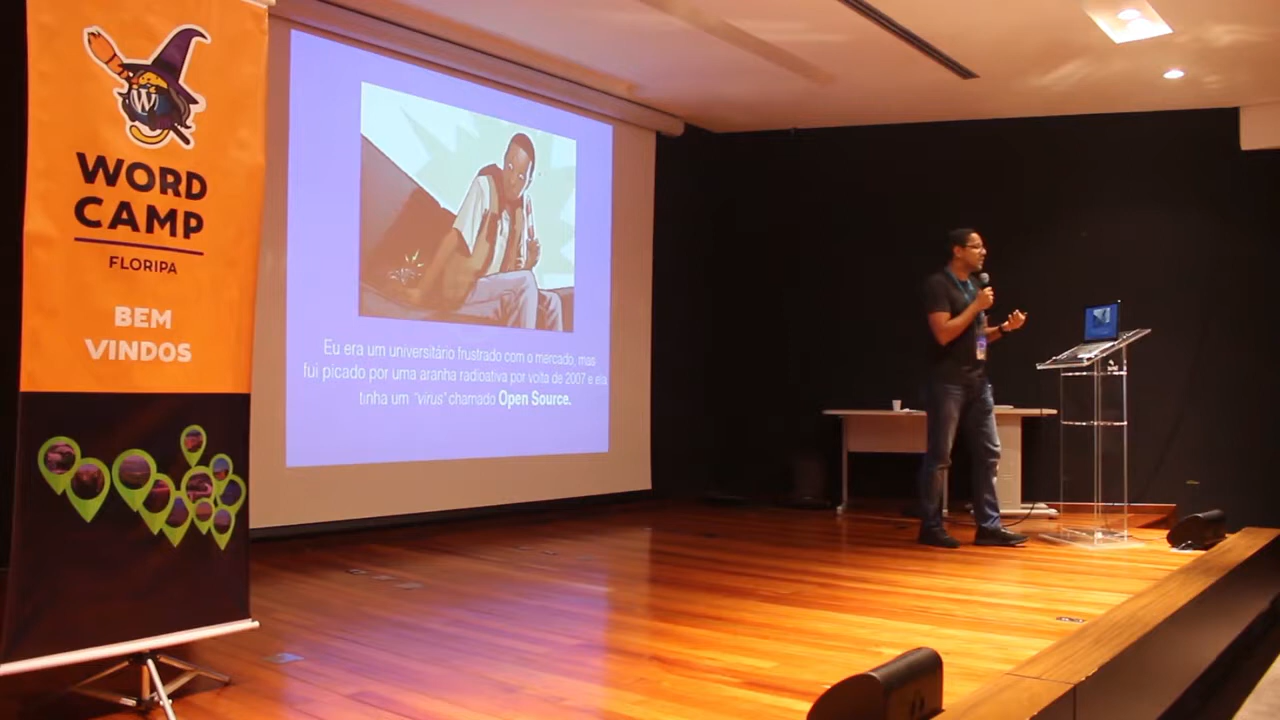 WORD
CAMP
FLORIPA
BEM
VINDOS
Eu era um universitário frustrado com o mercado, mas
fui picado por uma aranha radioativa por volta de 2007 e ela
tinha um "vírus" chamado Open Source.